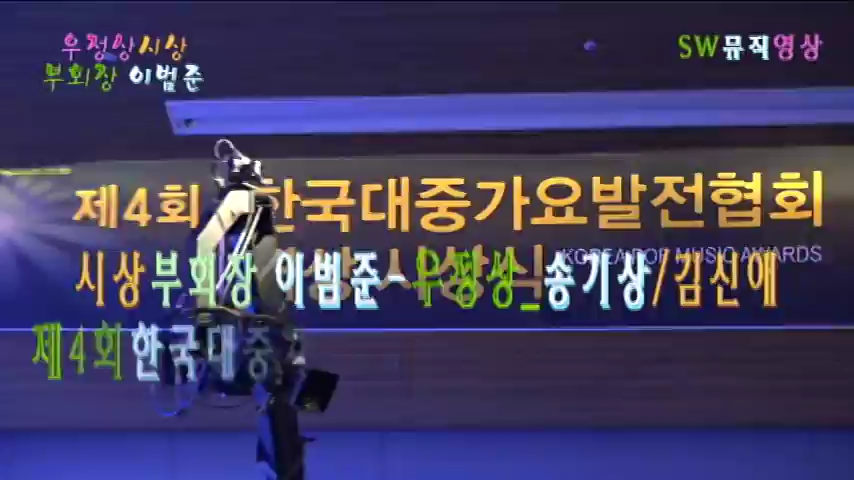 우정상시상
부회장 이범준
SW뮤직영상
제4회 한국대중가요발전협회
KOREA POP MUSIC AWARDS
시상부회장 이범준-우정상_송기상/김신애
제4회한국대중